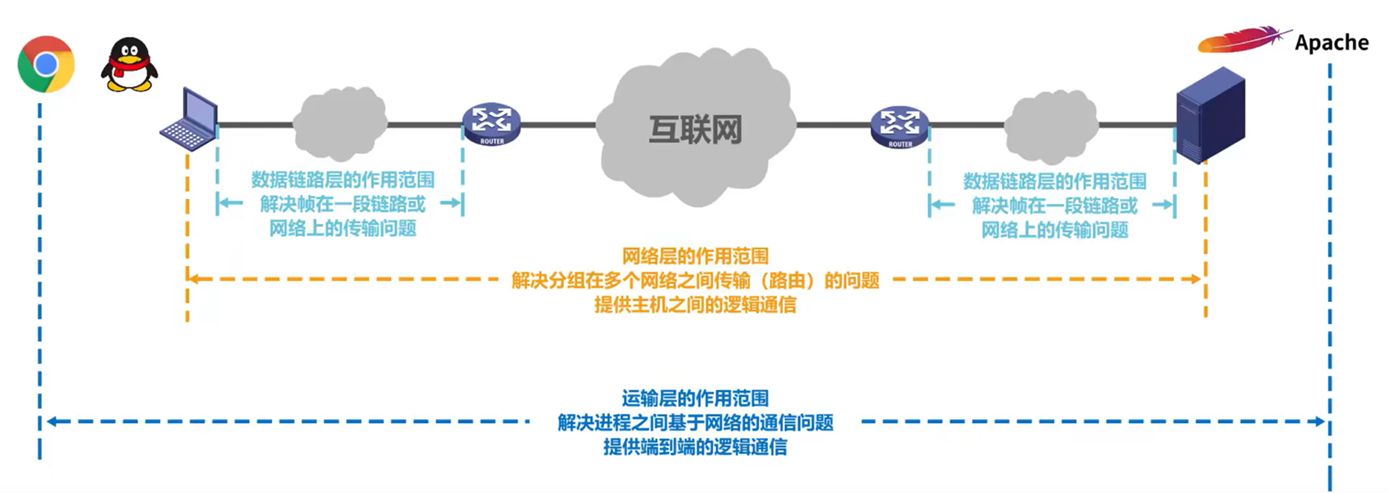 Apache
互联网
ROUTER
ROUTER
数据链路层的作用范围
解决帧在一段链路或
网络上的传输问题
数据链路层的作用范围
解决帧在一段链路或
网络上的传输问题
网络层的作用范围
解决分组在多个网络之间传输（路由）的问题
提供主机之间的逻辑通信
运输层的作用范围
解决进程之间基于网络的通信问题
提供端到端的逻辑通信